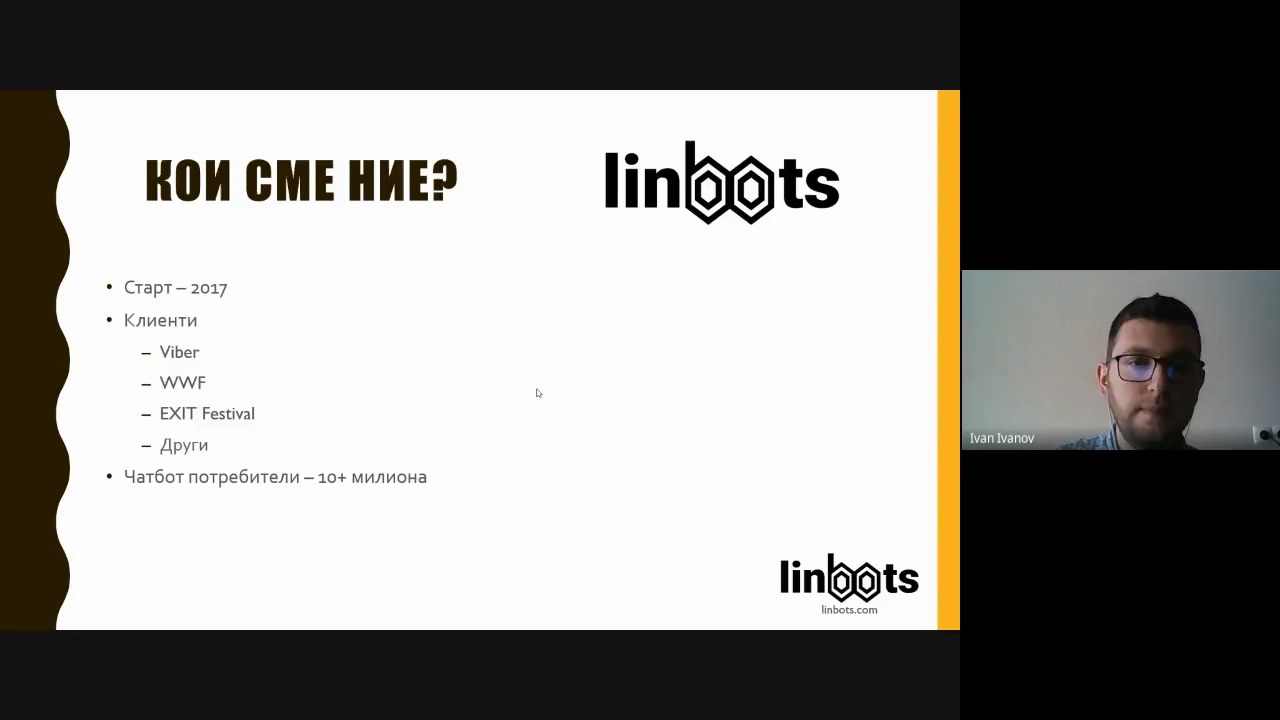 КОИ СМЕ НИЕ?
linbots
• Старт – 2017
• Клиенти
– Viber
– WWF
– EXIT Festival
– Други
• Чатбот потребители – 10+ милиона
linbots
linbots.com
Ivan Ivanov